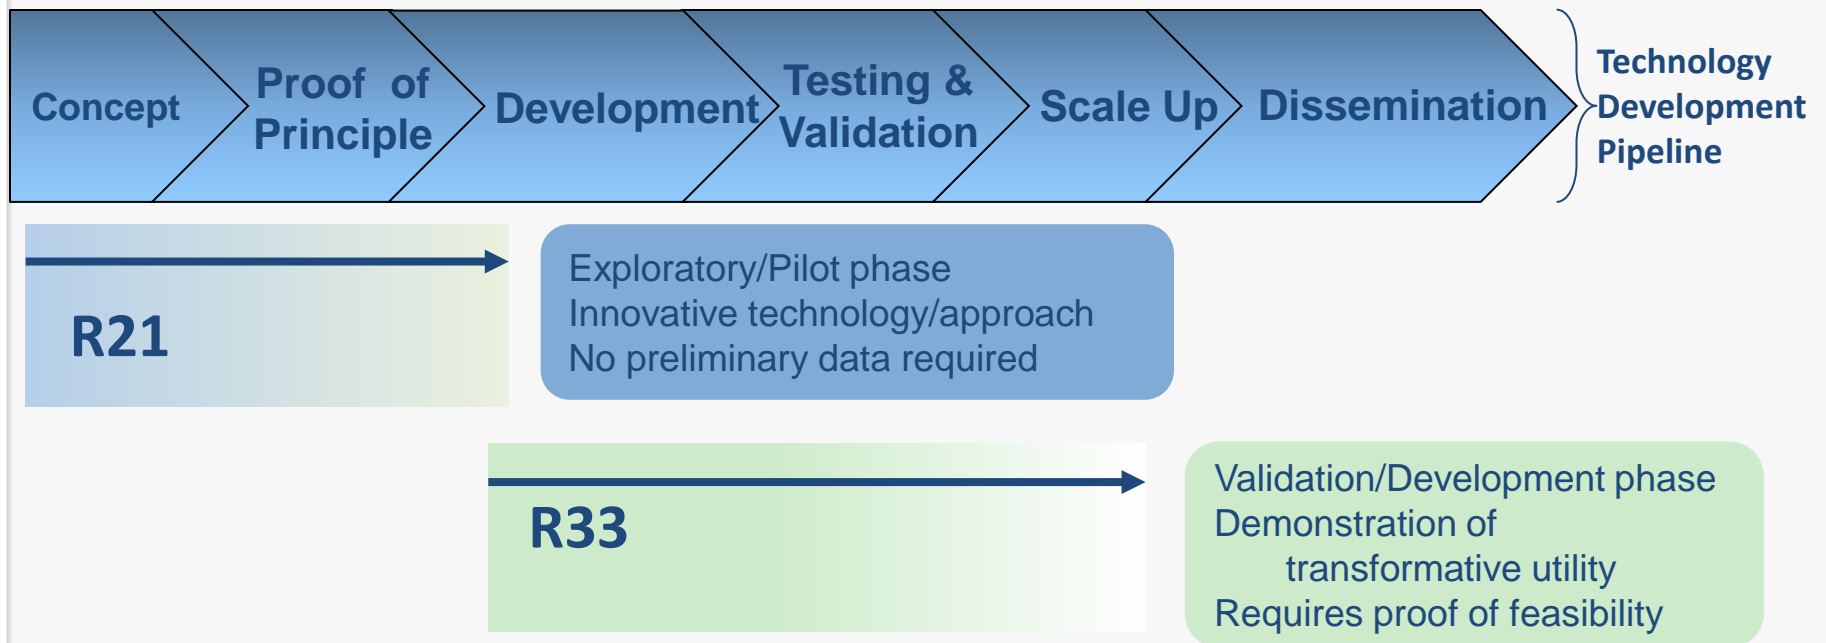 Concept
Proof of
Principle
Development
Testing &
Validation
Scale Up
Dissemination
Technology
Development
Pipeline
R21
Exploratory/Pilot phase
Innovative technology/approach
No preliminary data required
R33
Validation/Development phase
Demonstration of
transformative utility
Requires proof of feasibility